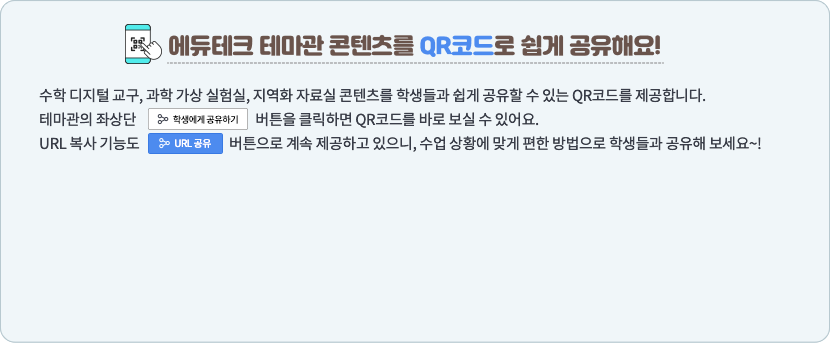 에듀테크 테마관 콘텐츠를 QR코드로 쉽게 공유해요!
수학 디지털 교구, 과학 가상 실험실, 지역화 자료실 콘텐츠를 학생들과 쉽게 공유할 수 있는 QR코드를 제공합니다.
테마관의 좌상단 학생에게 공유하기 버튼을 클릭하면 QR코드를 바로 보실 수 있어요.
URL 복사 기능도 URL 공유 버튼으로 계속 제공하고 있으니, 수업 상황에 맞게 편한 방법으로 학생들과 공유해 보세요~!